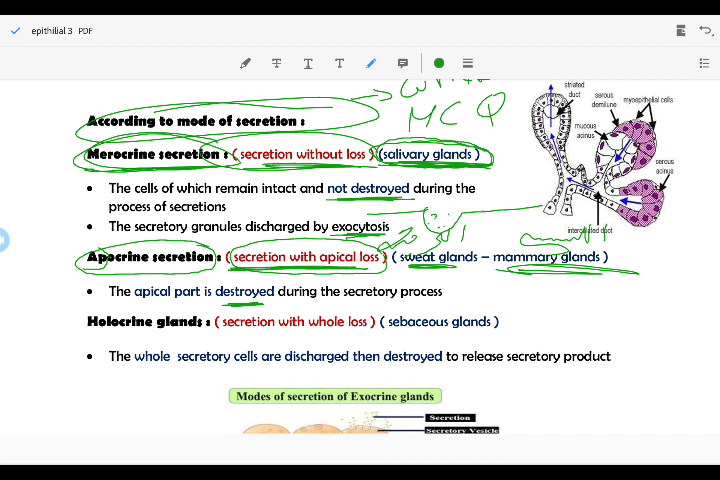 epithilial 3 PDF
MCQ
According to mode of secretion :
Merocrine secretion : ( secretion without loss ) (salivary glands )
• The cells of which remain intact and not destroyed during the
process of secretions
• The secretory granules discharged by exocytosis
Apocrine secretion : ( secretion with apical loss ) ( sweat glands – mammary glands )
• The apical part is destroyed during the secretory process
Holocrine glands : ( secretion with whole loss ) ( sebaceous glands )
• The whole secretory cells are discharged then destroyed to release secretory product
striated
duct
serous
demilune
myoepithelial cells
mucous
acinus
serous
acinus
intercalated duct
Modes of secretion of Exocrine glands
Secretion
Secretory Vesicle